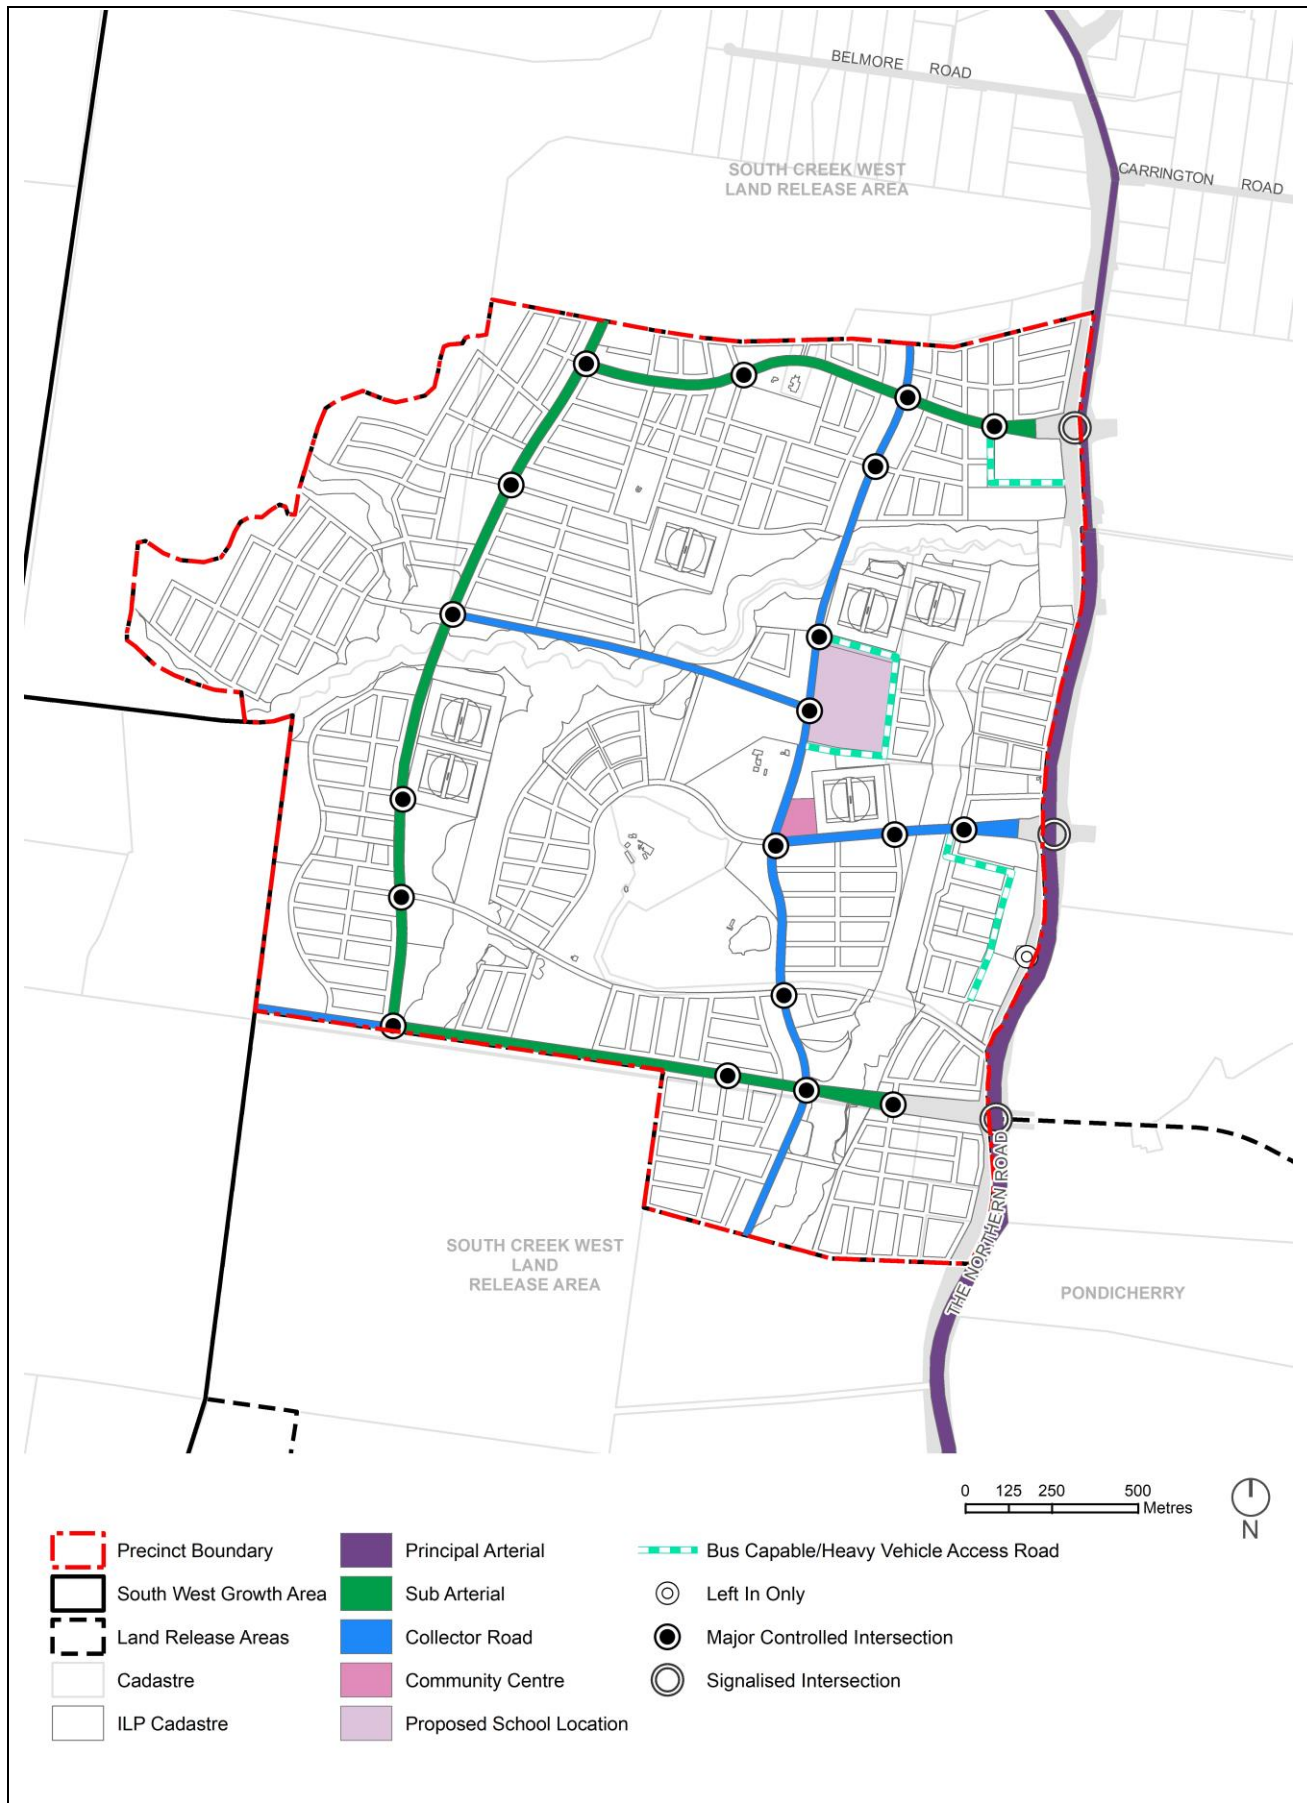 BELMORE ROAD
CARRINGTON ROAD
SOUTH CREEK WEST
LAND RELEASE AREA
SOUTH CREEK WEST
LAND
RELEASE AREA
THE NORTHERN ROAD
PONDICHERRY
0 125 250 500
Metres
N
Precinct Boundary
South West Growth Area
Land Release Areas
Cadastre
ILP Cadastre
Principal Arterial
Sub Arterial
Collector Road
Community Centre
Proposed School Location
Bus Capable/Heavy Vehicle Access Road
Left In Only
Major Controlled Intersection
Signalised Intersection